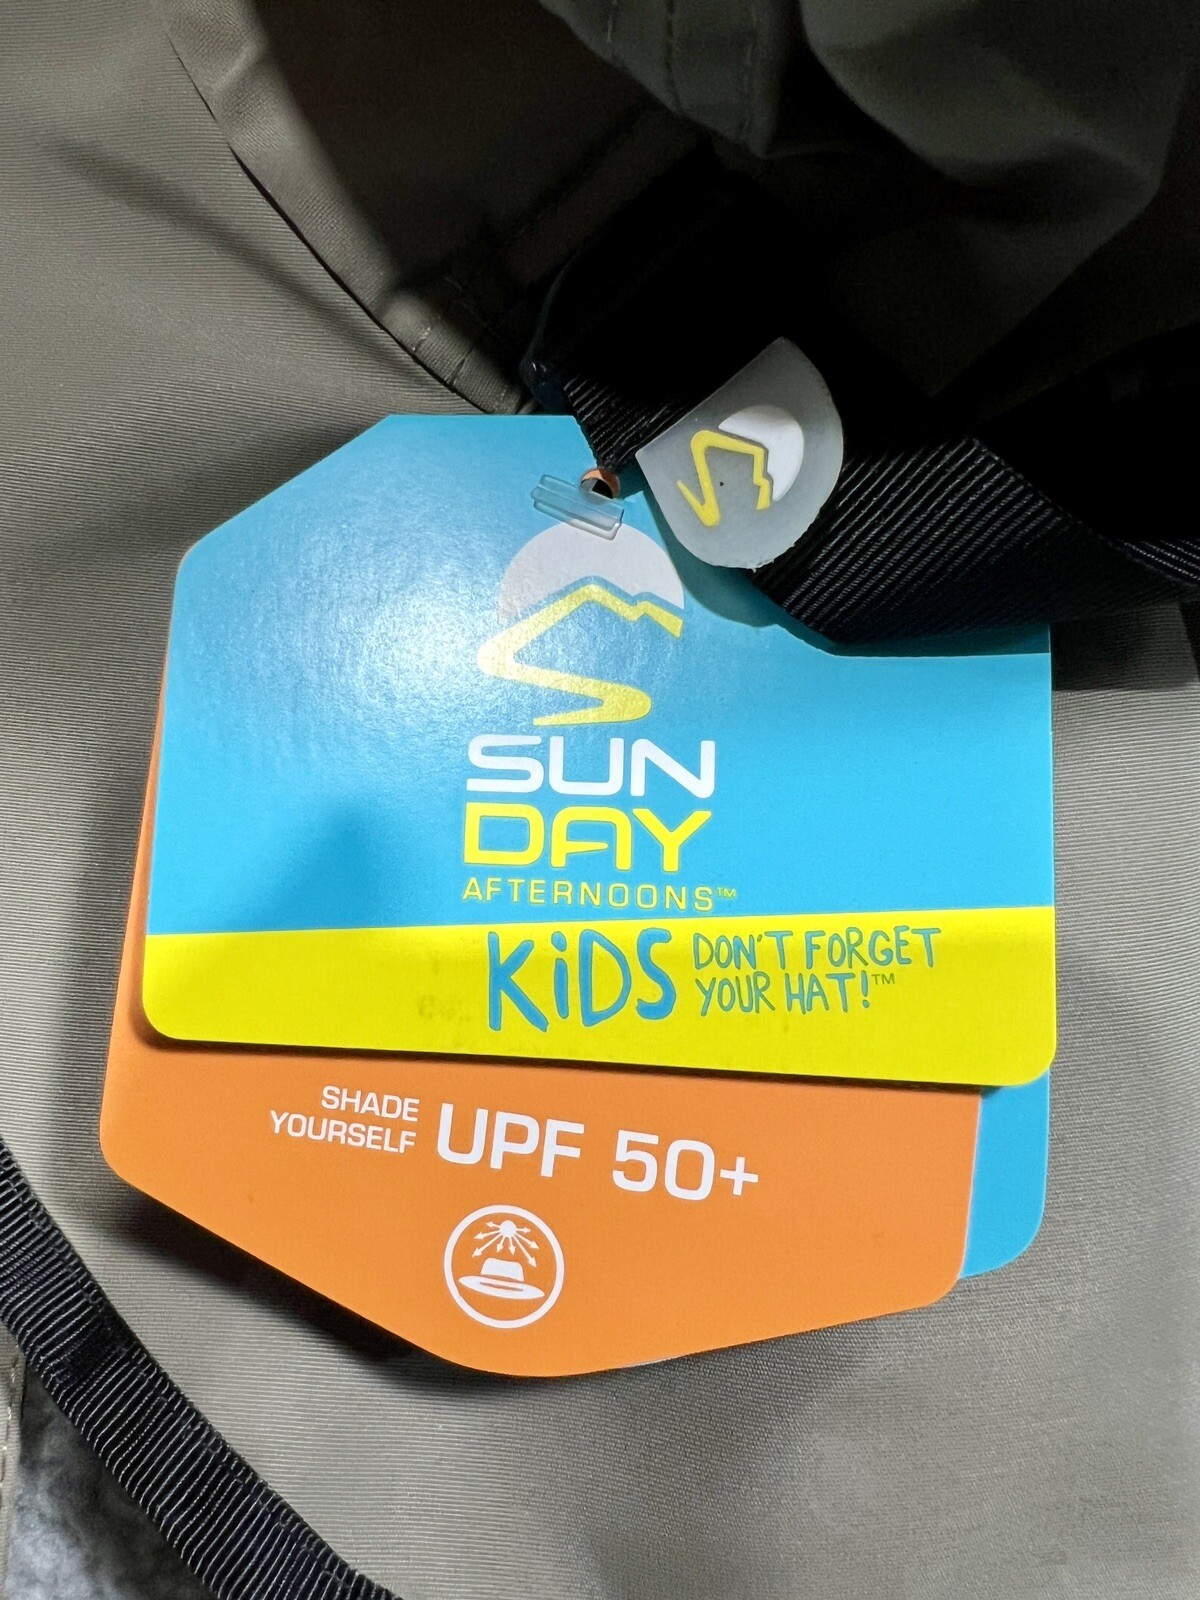 SUN
DAY
AFTERNOONS™
KiDS DON'T FORGET
YOUR HAT!™
SHADE
YOURSELF UPF 50+